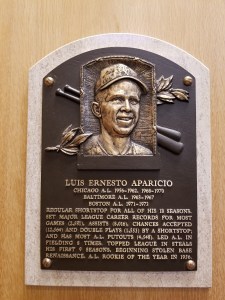 LUIS ERNESTO APARICIO
CHICAGO A.L. 1956-1962, 1968-1970
BALTIMORE A.L. 1963-1967
BOSTON A.L. 1971-1973
REGULAR SHORTSTOP FOR ALL OF HIS 18 SEASONS.
SET MAJOR LEAGUE CAREER RECORDS FOR MOST
GAMES (2,581), ASSISTS (8,016), CHANCES ACCEPTED
(12,564) AND DOUBLE PLAYS (1,553) BY A SHORTSTOP;
AND HAS MOST A.L. PUTOUTS (4,548). LED A.L. IN
FIELDING 8 TIMES. TOPPED LEAGUE IN STEALS
HIS FIRST 9 SEASONS, BEGINNING STOLEN BASE
RENAISSANCE. A.L. ROOKIE OF THE YEAR IN 1956.